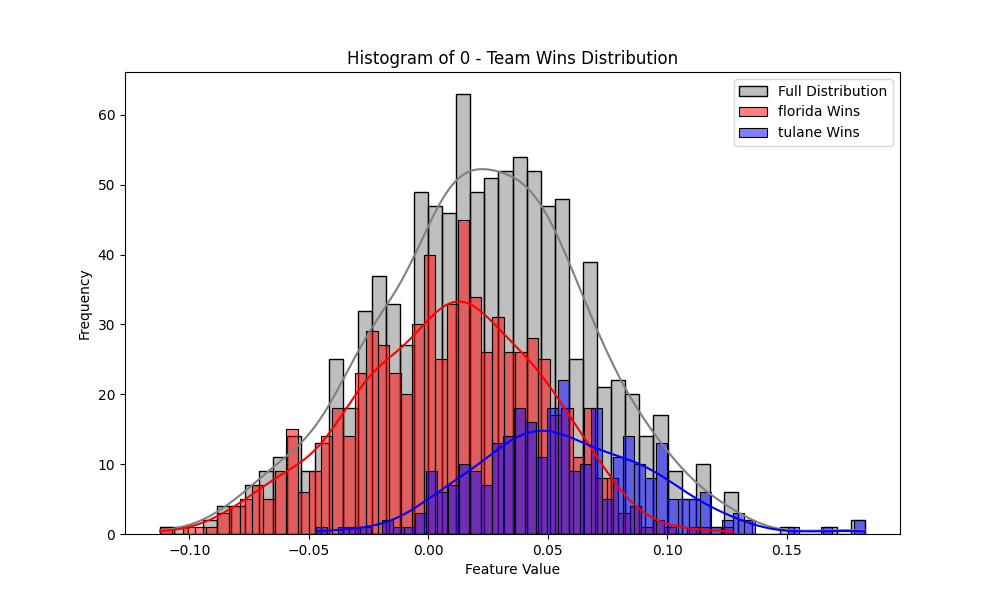 Histogram of 0 - Team Wins Distribution
Full Distribution
florida Wins
tulane Wins
Frequency
60
50
40
30
20
10
0
−0.10 −0.05 0.00 0.05 0.10 0.15
Feature Value